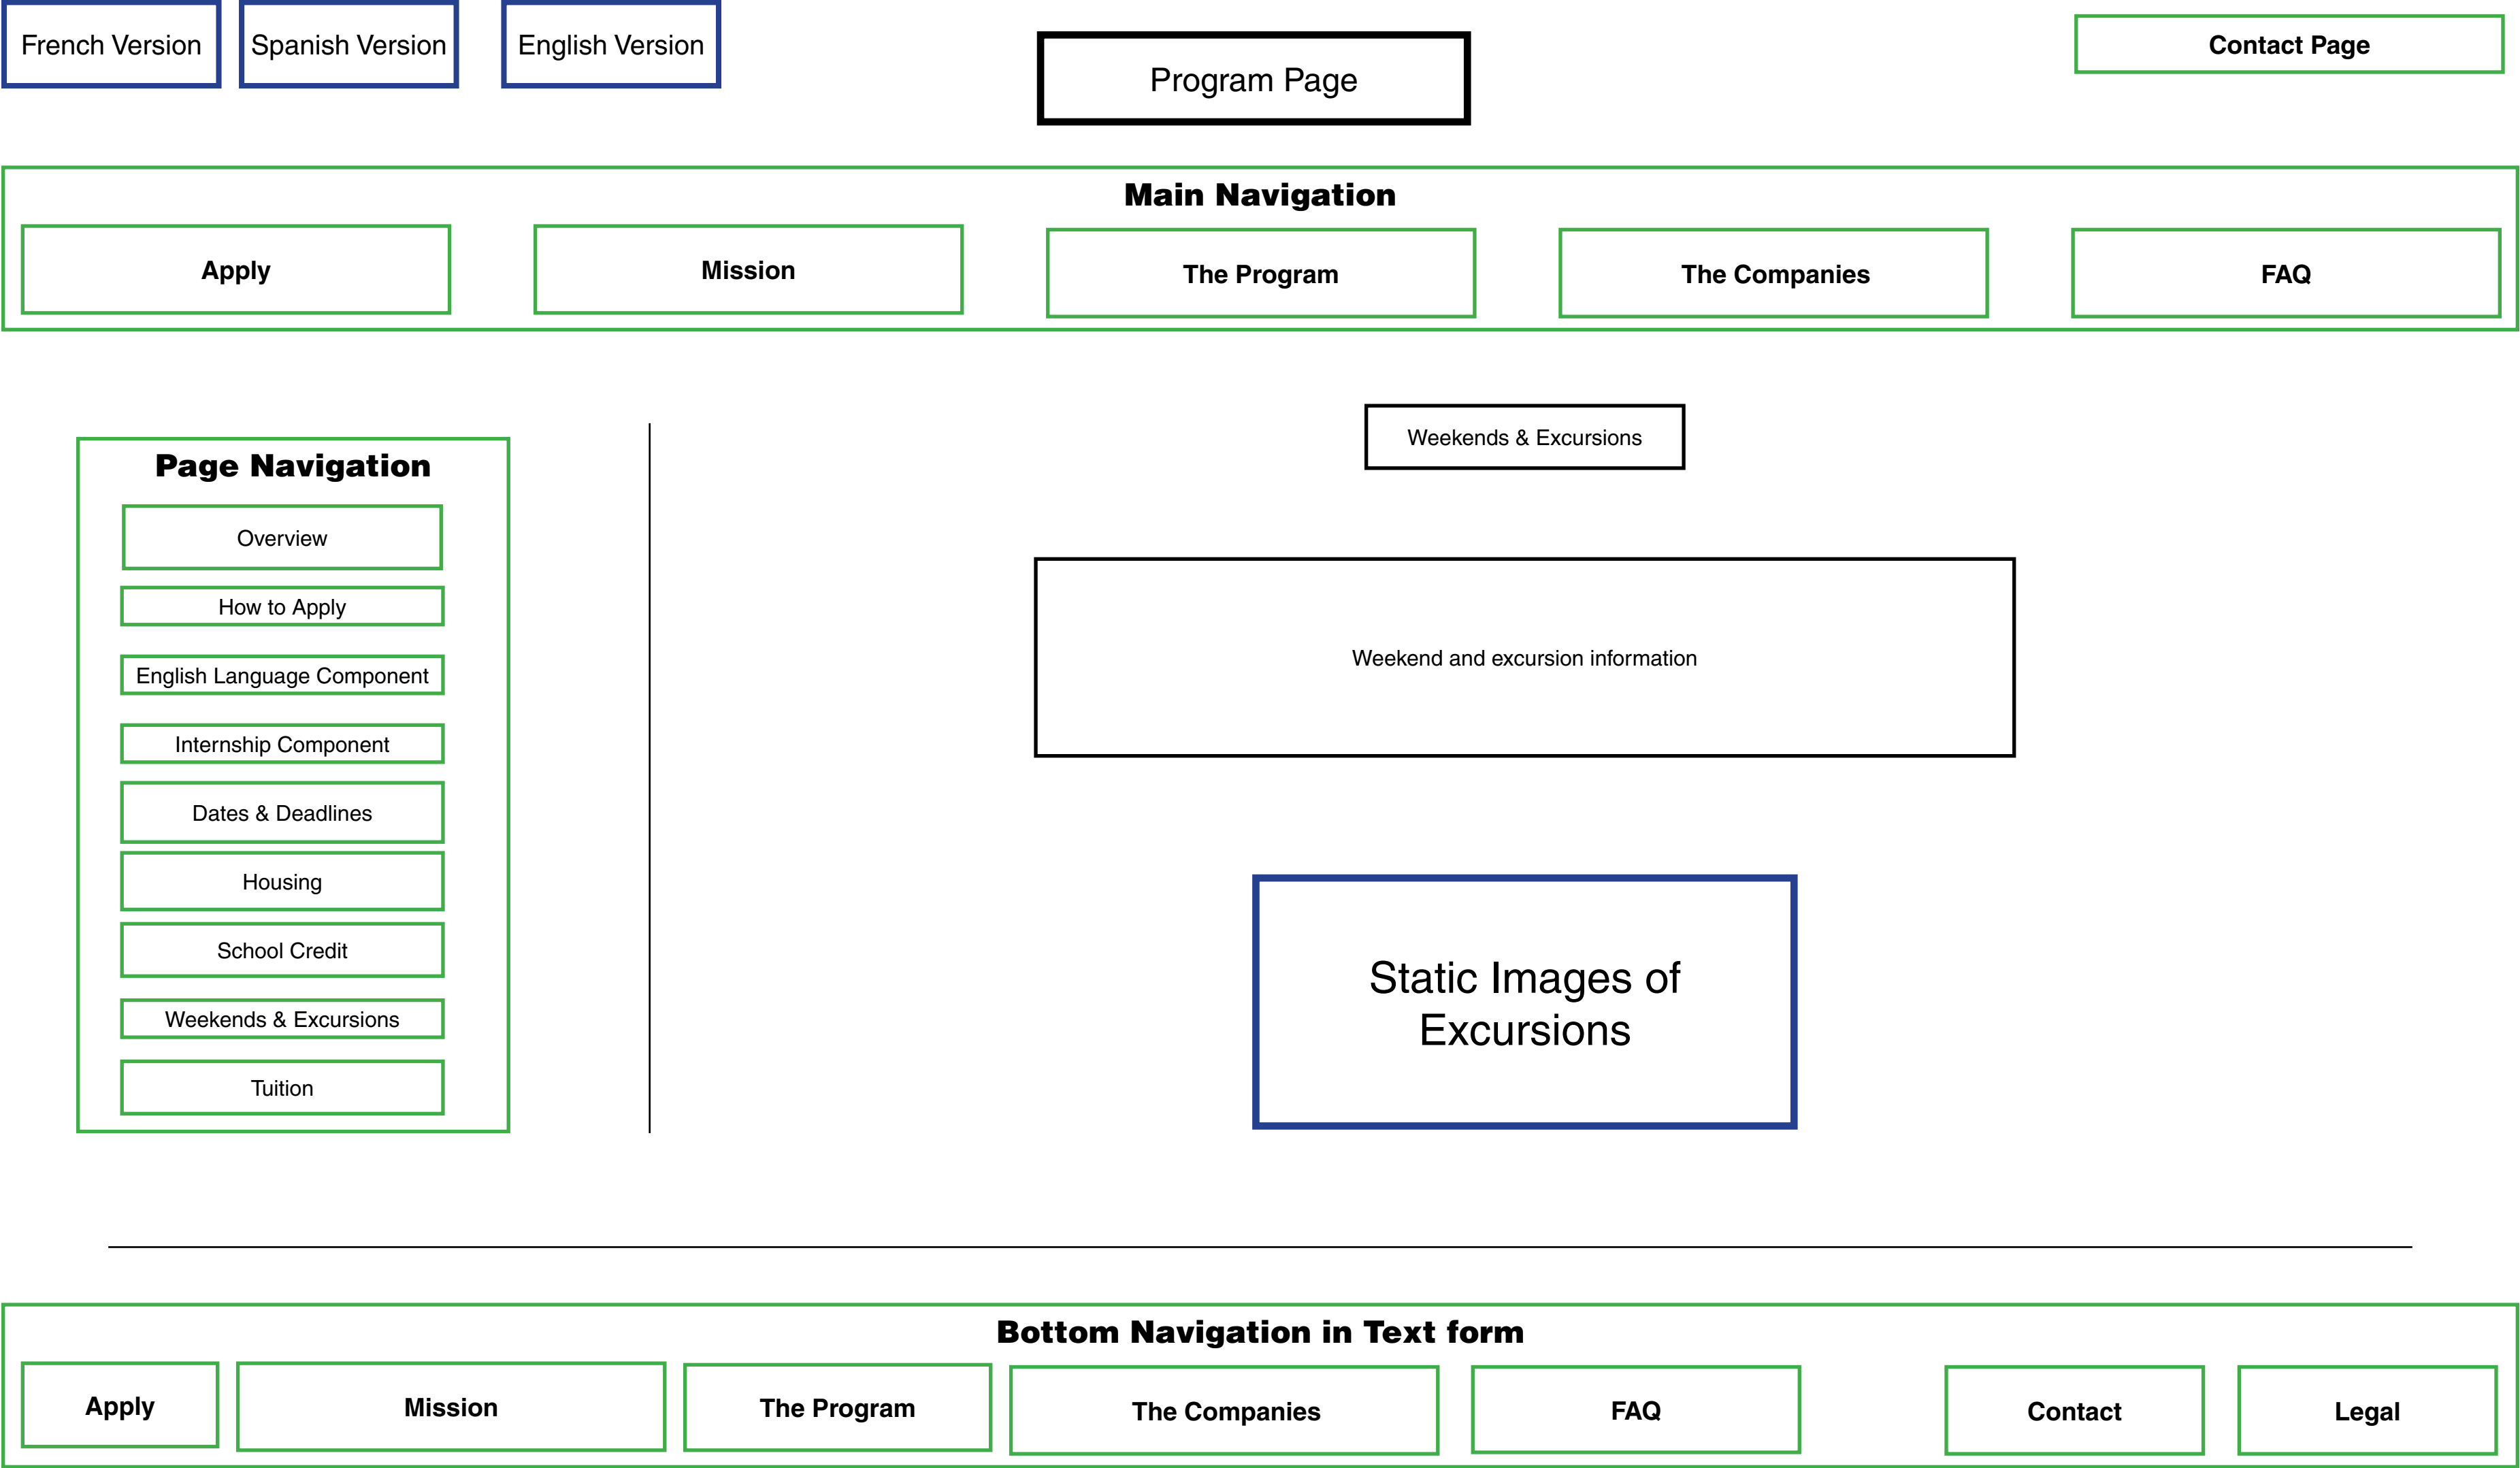 French Version
Spanish Version
English Version
Program Page
Contact Page
Main Navigation
Apply
Mission
The Program
The Companies
FAQ
Page Navigation
Overview
How to Apply
English Language Component
Internship Component
Dates & Deadlines
Housing
School Credit
Weekends & Excursions
Tuition
Weekends & Excursions
Weekend and excursion information
Static Images of
Excursions
Bottom Navigation in Text form
Apply
Mission
The Program
The Companies
FAQ
Contact
Legal